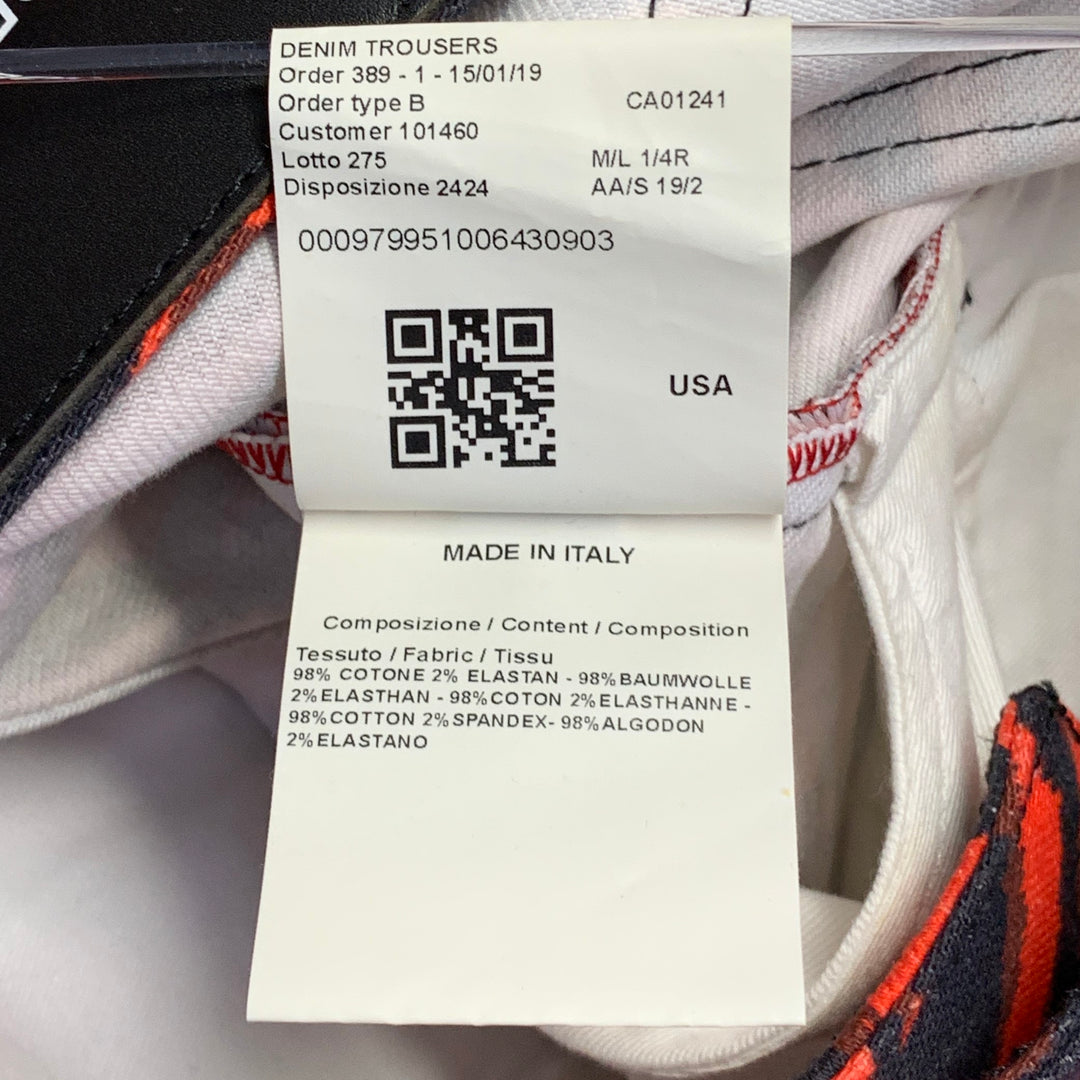 DENIM TROUSERS
Order 389 - 1 - 15/01/19
Order type B CA01241
Customer 101460
Lotto 275 M/L 1/4R
Disposizione 2424 AA/S 19/2
000979951006430903
USA
MADE IN ITALY
Composizione / Content / Composition
Tessuto / Fabric / Tissu
98% COTONE 2% ELASTAN - 98% BAUMWOLLE
2% ELASTHAN - 98% COTON 2% ELASTHANNE -
98% COTTON 2% SPANDEX- 98% ALGODON
2% ELASTANO